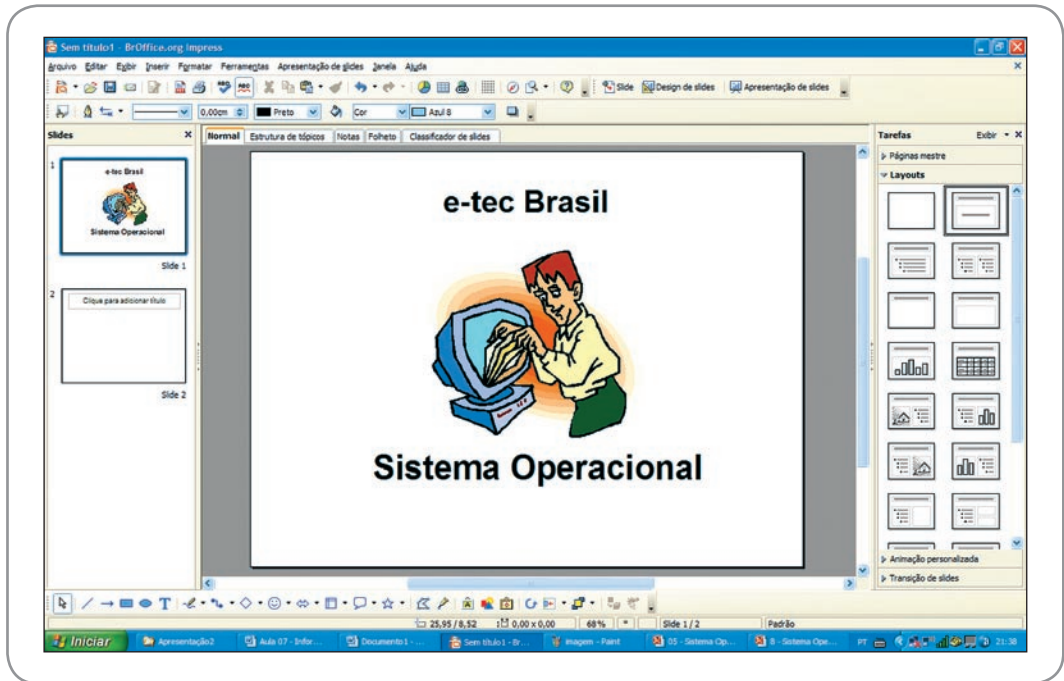 Sem título1 - BrOffice.org Impress
Arquivo Editar Exibir Inserir Formatar Ferramentas Apresentação de slides Janela Ajuda
Slide Design de slides Apresentação de slides
0,00cm Preto Cor Azul 8
Slides
Normal Estrutura de tópicos Notas Folheto Classificador de slides
Tarefas Exibir
Páginas mestre
Layouts
1
e-tec Brasil
Sistema Operacional
Slide 1
2
Clique para adicionar título
Slide 2
e-tec Brasil
Sistema Operacional
Animação personalizada
Transição de slides
25,95 / 8,52 0,00 x 0,00 68% * Slide 1 / 2 Padrão
Iniciar Apresentação2 Aula 07 - Infor... Documento1 - ... Sem título1 - Br... imagem - Paint 05 - Sistema Op... 8 - Sistema Ope... PT 21:38